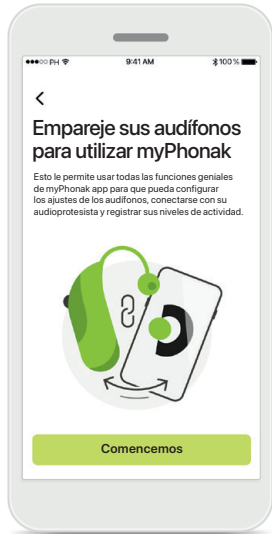 PH 9:41 AM 100 %
Empareje sus audífonos
para utilizar myPhonak
Esto le permite usar todas las funciones geniales
de myPhonak app para que pueda configurar
los ajustes de los audífonos, conectarse con su
audioprotesista y registrar sus niveles de actividad.
Comencemos